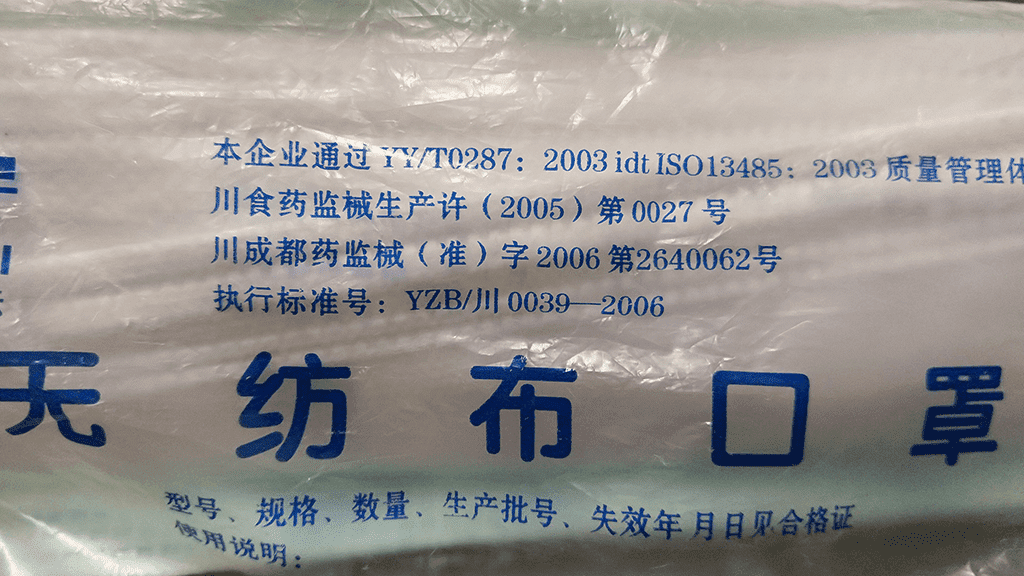 本企业通过 YY/T0287：2003 idt ISO13485：2003 质量管理体
川食药监械生产许（2005）第 0027 号
川成都药监械（准）字 2006 第2640062号
执行标准号：YZB/川 0039—2006
无纺布口罩
型号、规格、数量、生产批号、失效年月日见合格证
使用说明：